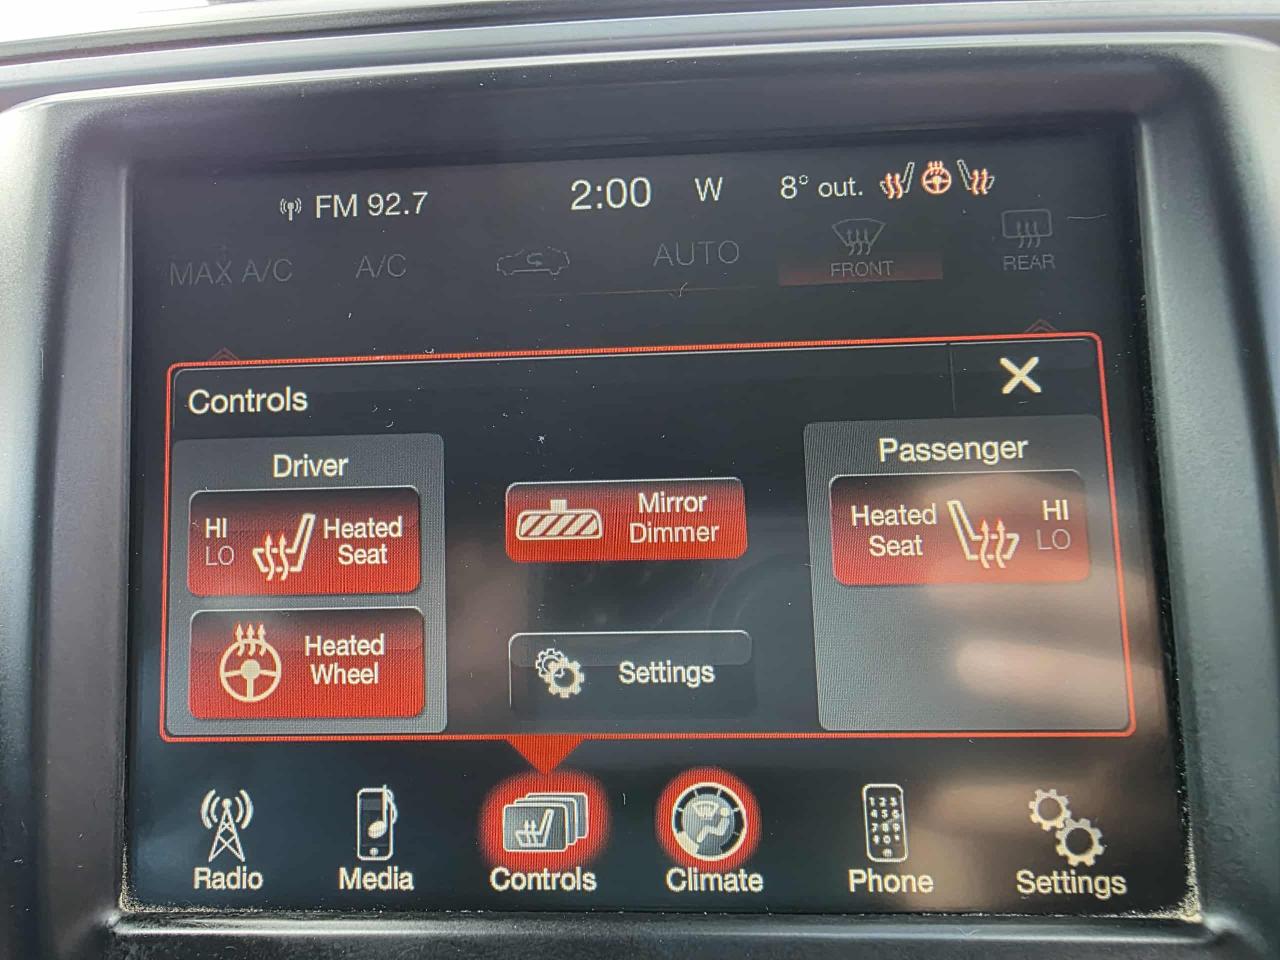 FM 92.7 2:00 W 8° out.
MAX A/C A/C AUTO FRONT REAR
Controls
Driver
HI
LO
Heated
Seat
Heated
Wheel
Mirror
Dimmer
Settings
Passenger
Heated
Seat
HI
LO
Radio Media Controls Climate Phone Settings